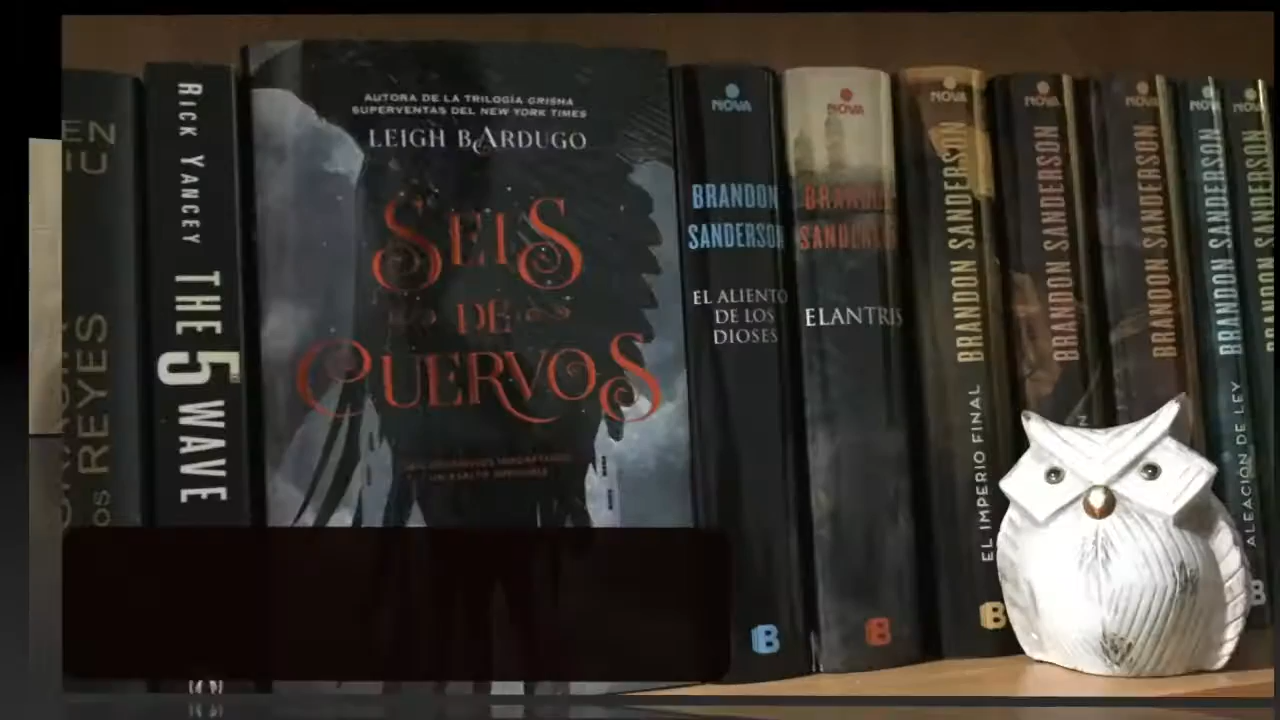 REYES
RICK YANCEY THE 5TH WAVE
AUTORA DE LA TRILOGÍA GRISHA
SUPERVENTAS DEL NEW YORK TIMES
LEIGH BARDUGO
SEIS
DE
CUERVOS
NOVA
BRANDON
SANDERSON
EL ALIENTO
DE LOS
DIOSES
B
NOVA
BRANDON
SANDERSON
ELANTRIS
B
NOVA
BRANDON SANDERSON
EL IMPERIO FINAL
B
NOVA
BRANDON SANDERSON
NOVA
BRANDON SANDERSON
NOVA
BRANDON SANDERSON
ALEACIÓN DE LEY
B
NOVA
BRANDON SANDERSON